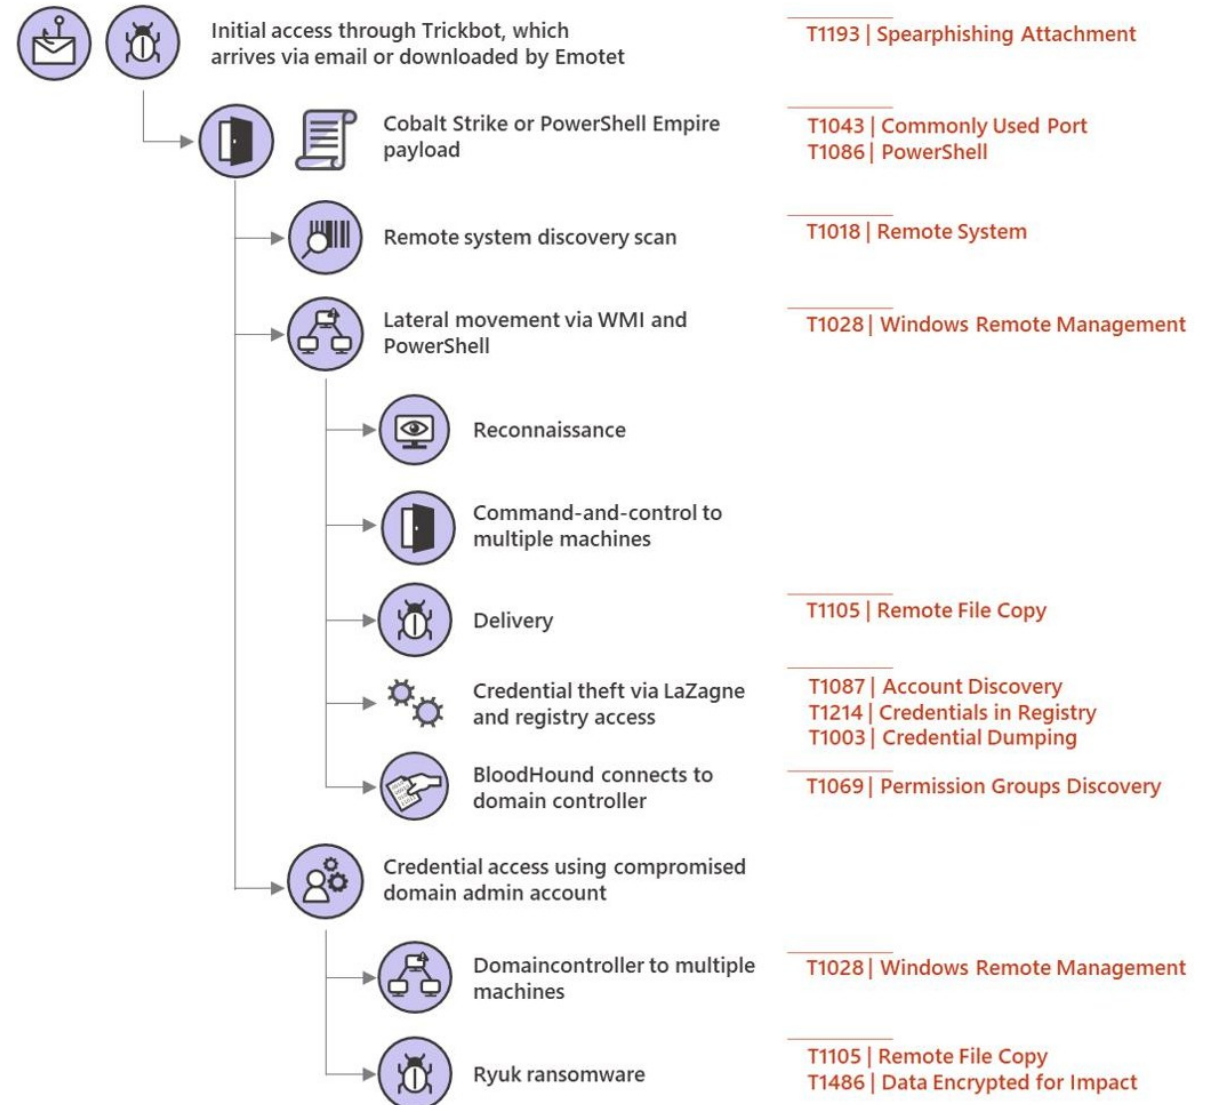 Initial access through Trickbot, which
arrives via email or downloaded by Emotet
T1193 | Spearphishing Attachment
Cobalt Strike or PowerShell Empire
payload
T1043 | Commonly Used Port
T1086 | PowerShell
Remote system discovery scan
T1018 | Remote System
Lateral movement via WMI and
PowerShell
T1028 | Windows Remote Management
Reconnaissance
Command-and-control to
multiple machines
Delivery
T1105 | Remote File Copy
Credential theft via LaZagne
and registry access
T1087 | Account Discovery
T1214 | Credentials in Registry
T1003 | Credential Dumping
BloodHound connects to
domain controller
T1069 | Permission Groups Discovery
Credential access using compromised
domain admin account
Domaincontroller to multiple
machines
T1028 | Windows Remote Management
Ryuk ransomware
T1105 | Remote File Copy
T1486 | Data Encrypted for Impact